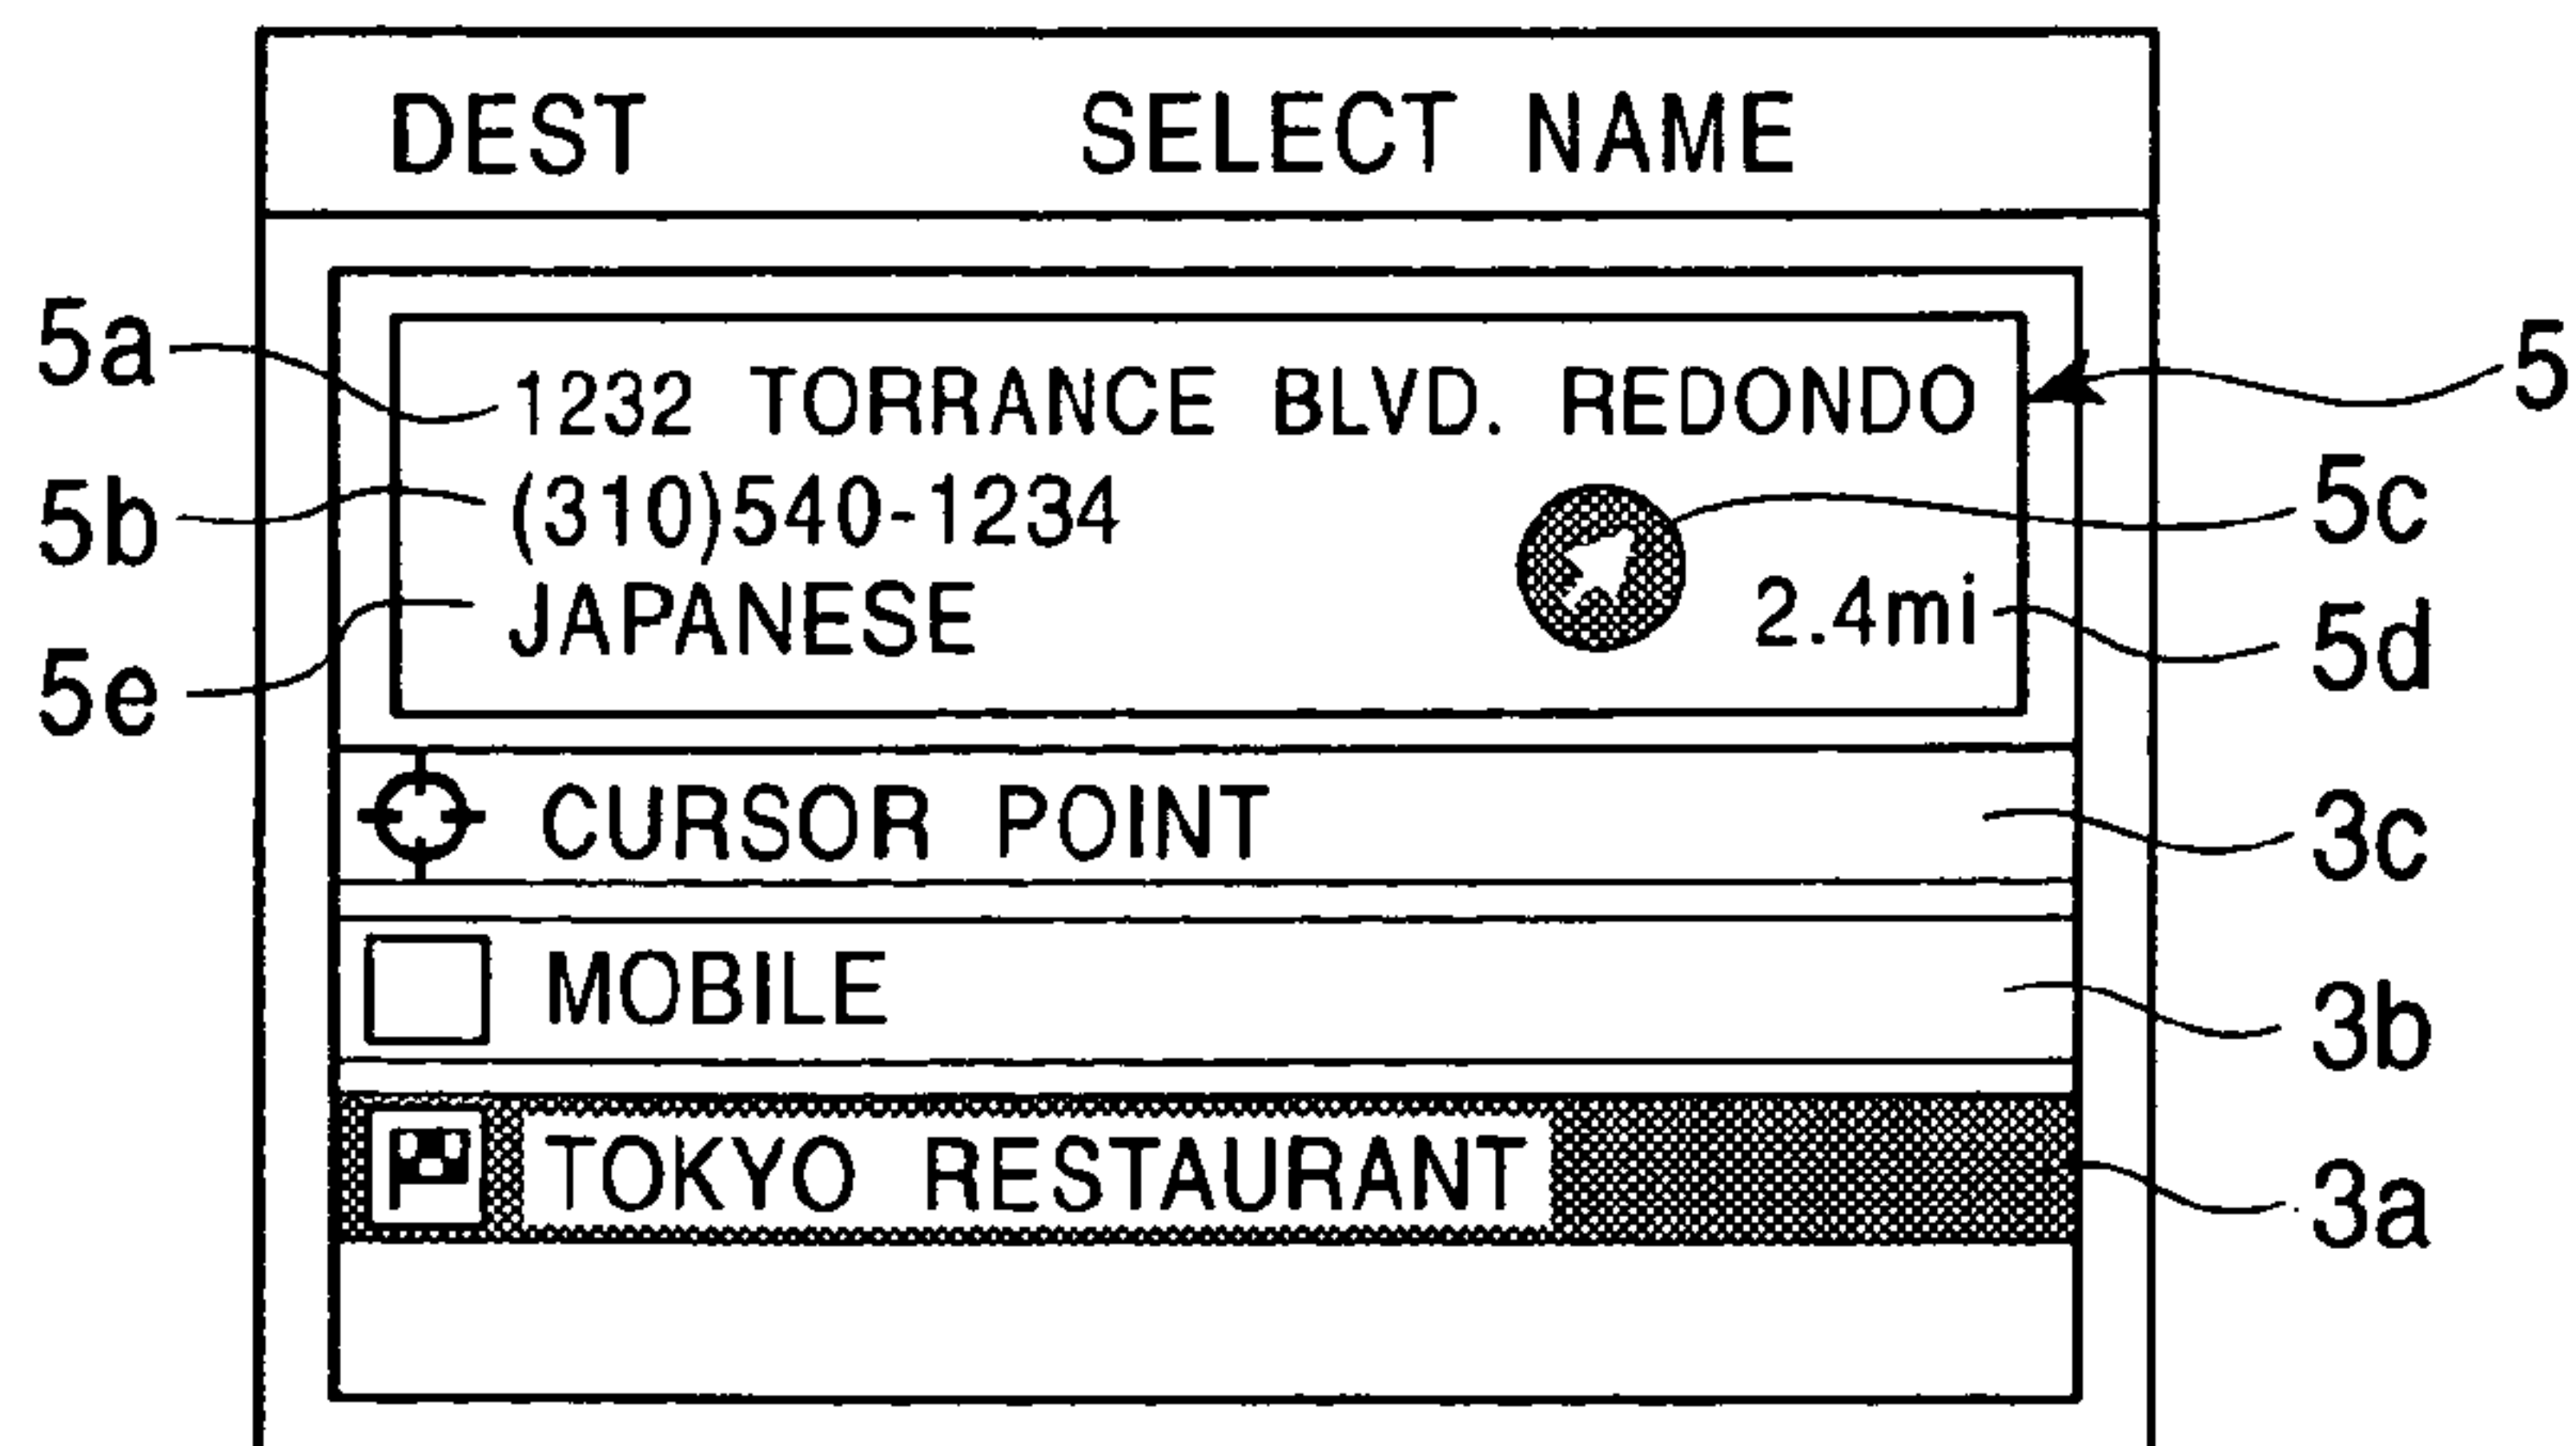 DEST SELECT NAME
5a 1232 TORRANCE BLVD. REDONDO 5
5b (310)540-1234 5c
5e JAPANESE 2.4mi 5d
CURSOR POINT 3c
MOBILE 3b
TOKYO RESTAURANT 3a